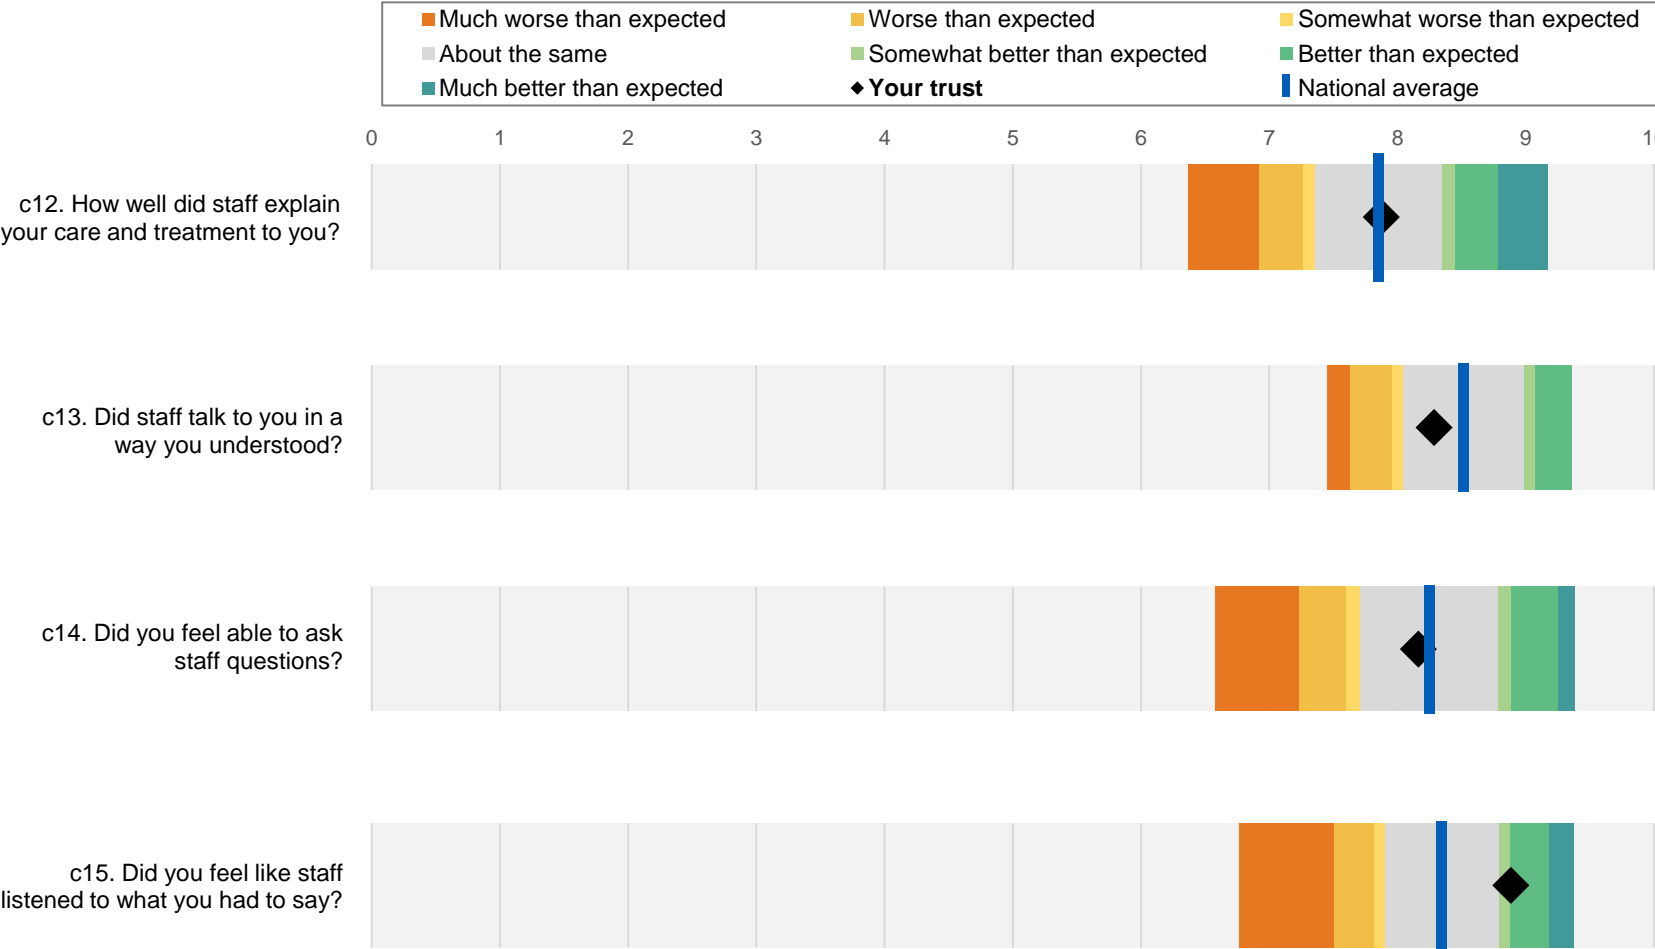 Much worse than expected Worse than expected Somewhat worse than expected
About the same Somewhat better than expected Better than expected
Much better than expected Your trust National average
0 1 2 3 4 5 6 7 8 9
c12. How well did staff explain
your care and treatment to you?
c13. Did staff talk to you in a
way you understood?
c14. Did you feel able to ask
staff questions?
c15. Did you feel like staff
listened to what you had to say?